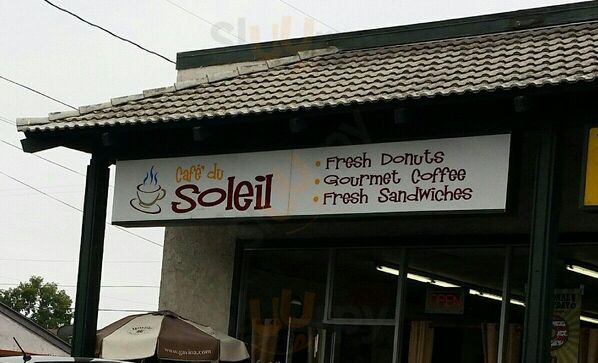 Café du
Soleil
• Fresh Donuts
• Gourmet Coffee
• Fresh Sandwiches
OPEN
www.gavina.com